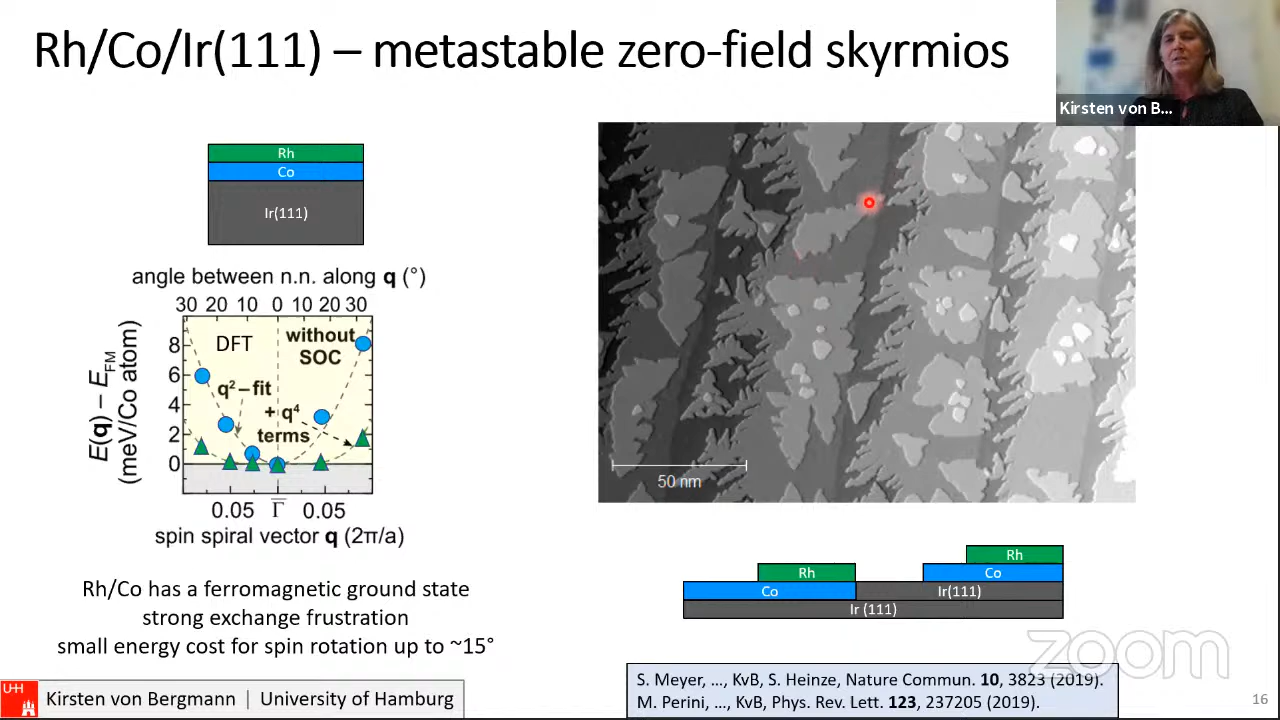 Rh/Co/Ir(111) – metastable zero-field skyrmios
Kirsten von B...
Rh
Co
Ir(111)
angle between n.n. along q (°)
30 20 10 0 10 20 30
DFT
without
SOC
q²–fit
+ q⁴
terms
8
6
4
2
0
E(q) – E_FM
(meV/Co atom)
0.05 Γ̅ 0.05
spin spiral vector q (2π/a)
Rh/Co has a ferromagnetic ground state
strong exchange frustration
small energy cost for spin rotation up to ~15°
50 nm
Rh
Rh
Co
Co
Ir(111)
Ir (111)
zoom
S. Meyer, ..., KvB, S. Heinze, Nature Commun. 10, 3823 (2019).
M. Perini, ..., KvB, Phys. Rev. Lett. 123, 237205 (2019).
UHH
Kirsten von Bergmann | University of Hamburg
16